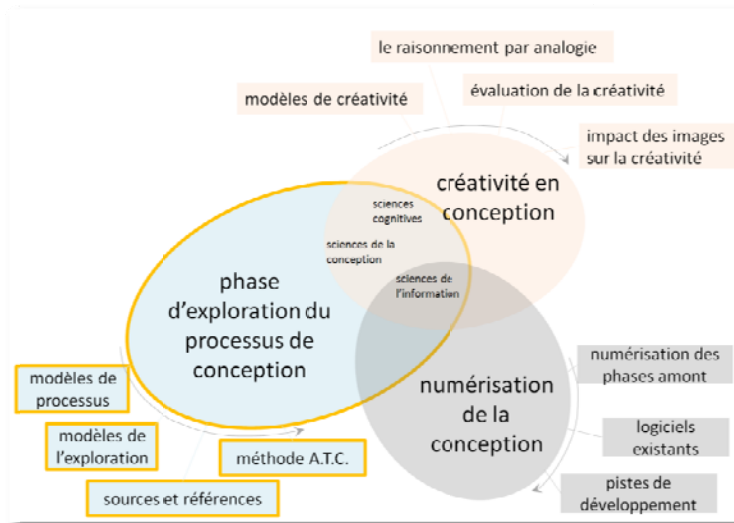 le raisonnement par analogie
modèles de créativité
évaluation de la créativité
impact des images
sur la créativité
créativité en
conception
sciences
cognitives
sciences de la
conception
sciences de
l'information
phase
d'exploration du
processus de
conception
numérisation
de la
conception
modèles de
processus
modèles de
l'exploration
sources et références
méthode A.T.C.
numérisation des
phases amont
logiciels
existants
pistes de
développement